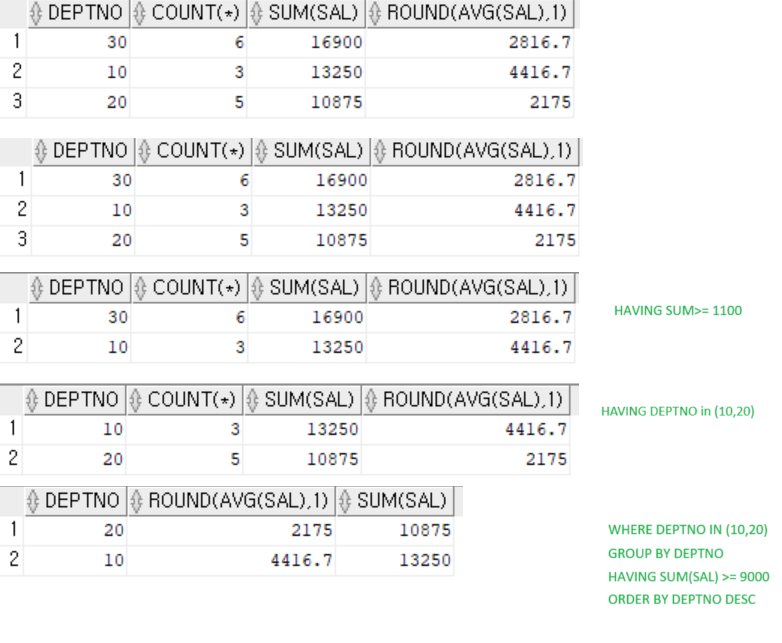 DEPTNO COUNT(*) SUM(SAL) ROUND(AVG(SAL),1)
1 30 6 16900 2816.7
2 10 3 13250 4416.7
3 20 5 10875 2175
DEPTNO COUNT(*) SUM(SAL) ROUND(AVG(SAL),1)
1 30 6 16900 2816.7
2 10 3 13250 4416.7
3 20 5 10875 2175
DEPTNO COUNT(*) SUM(SAL) ROUND(AVG(SAL),1)
1 30 6 16900 2816.7
2 10 3 13250 4416.7
HAVING SUM>= 1100
DEPTNO COUNT(*) SUM(SAL) ROUND(AVG(SAL),1)
1 10 3 13250 4416.7
2 20 5 10875 2175
HAVING DEPTNO in (10,20)
DEPTNO ROUND(AVG(SAL),1) SUM(SAL)
1 20 2175 10875
2 10 4416.7 13250
WHERE DEPTNO IN (10,20)
GROUP BY DEPTNO
HAVING SUM(SAL) >= 9000
ORDER BY DEPTNO DESC